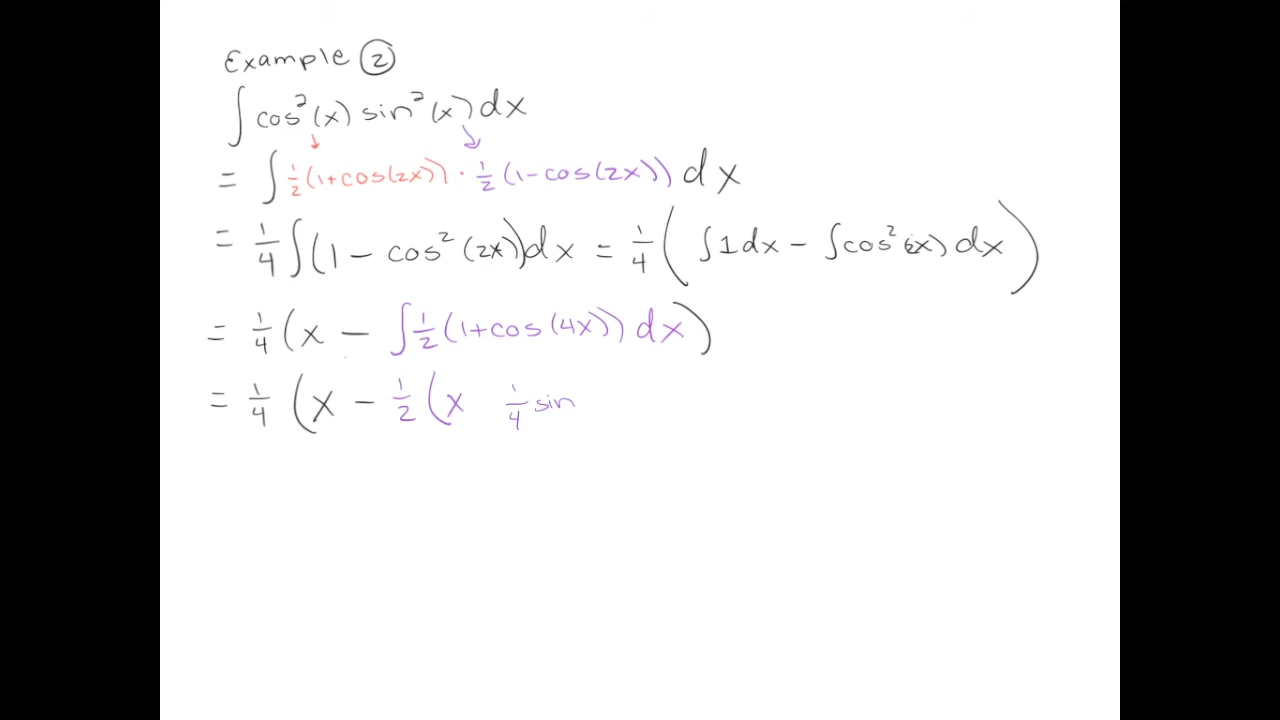 Example ②
∫ cos²(x) sin²(x) dx
= ∫ 1/2 (1+cos(2x)) · 1/2 (1-cos(2x)) dx
= 1/4 ∫ (1 - cos²(2x)) dx = 1/4 ( ∫1dx - ∫cos²(2x) dx )
= 1/4 (x - ∫ 1/2 (1+cos(4x)) dx)
= 1/4 (x - 1/2 (x 1/4 sin